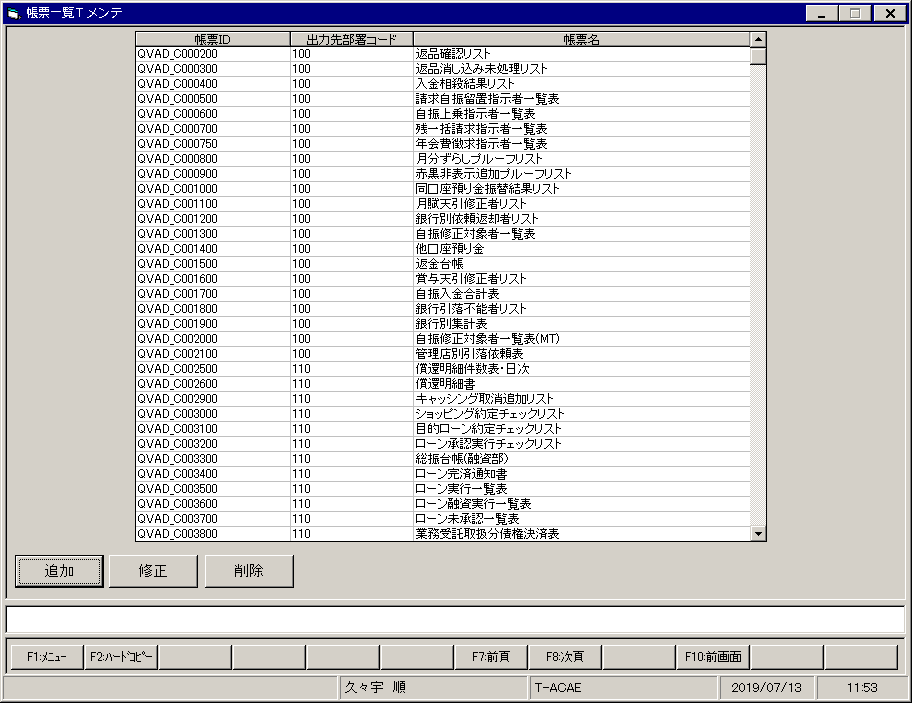 帳票一覧Tメンテ
帳票ID 出力先部署コード 帳票名
QVAD_C000200 100 返品確認リスト
QVAD_C000300 100 返品消し込み未処理リスト
QVAD_C000400 100 入金相殺結果リスト
QVAD_C000500 100 請求自振留置指示者一覧表
QVAD_C000600 100 自振上乗指示者一覧表
QVAD_C000700 100 残一括請求指示者一覧表
QVAD_C000750 100 年会費徴求指示者一覧表
QVAD_C000800 100 月分ずらしプルーフリスト
QVAD_C000900 100 赤黒非表示追加プルーフリスト
QVAD_C001000 100 同口座預り金振替結果リスト
QVAD_C001100 100 月賦天引修正者リスト
QVAD_C001200 100 銀行別依頼返却者リスト
QVAD_C001300 100 自振修正対象者一覧表
QVAD_C001400 100 他口座預り金
QVAD_C001500 100 返金台帳
QVAD_C001600 100 賞与天引修正者リスト
QVAD_C001700 100 自振入金合計表
QVAD_C001800 100 銀行引落不能者リスト
QVAD_C001900 100 銀行別集計表
QVAD_C002000 100 自振修正対象者一覧表(MT)
QVAD_C002100 100 管理店別引落依頼表
QVAD_C002500 110 償還明細件数表・日次
QVAD_C002600 110 償還明細書
QVAD_C002900 110 キャッシング取消追加リスト
QVAD_C003000 110 ショッピング約定チェックリスト
QVAD_C003100 110 目的ローン約定チェックリスト
QVAD_C003200 110 ローン承認実行チェックリスト
QVAD_C003300 110 総振台帳(融資部)
QVAD_C003400 110 ローン完済通知書
QVAD_C003500 110 ローン実行一覧表
QVAD_C003600 110 ローン融資実行一覧表
QVAD_C003700 110 ローン未承認一覧表
QVAD_C003800 110 業務受託取扱分債権決済表
追加 修正 削除
F1:ﾒﾆｭｰ F2:ﾊｰﾄﾞｺﾋﾟｰ F7:前頁 F8:次頁 F10:前画面
久々宇 順 T-ACAE 2019/07/13 11:53